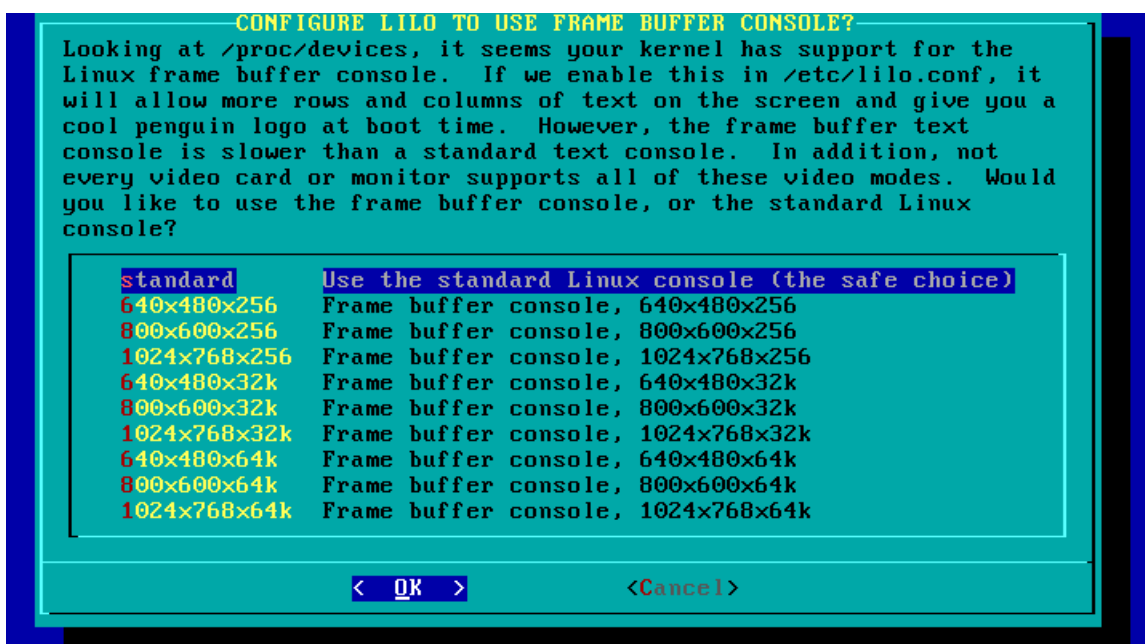 CONFIGURE LILO TO USE FRAME BUFFER CONSOLE?
Looking at /proc/devices, it seems your kernel has support for the
Linux frame buffer console.  If we enable this in /etc/lilo.conf, it
will allow more rows and columns of text on the screen and give you a
cool penguin logo at boot time.  However, the frame buffer text
console is slower than a standard text console.  In addition, not
every video card or monitor supports all of these video modes.  Would
you like to use the frame buffer console, or the standard Linux
console?
standard Use the standard Linux console (the safe choice)
640x480x256 Frame buffer console, 640x480x256
800x600x256 Frame buffer console, 800x600x256
1024x768x256 Frame buffer console, 1024x768x256
640x480x32k Frame buffer console, 640x480x32k
800x600x32k Frame buffer console, 800x600x32k
1024x768x32k Frame buffer console, 1024x768x32k
640x480x64k Frame buffer console, 640x480x64k
800x600x64k Frame buffer console, 800x600x64k
1024x768x64k Frame buffer console, 1024x768x64k
< OK > <Cancel>